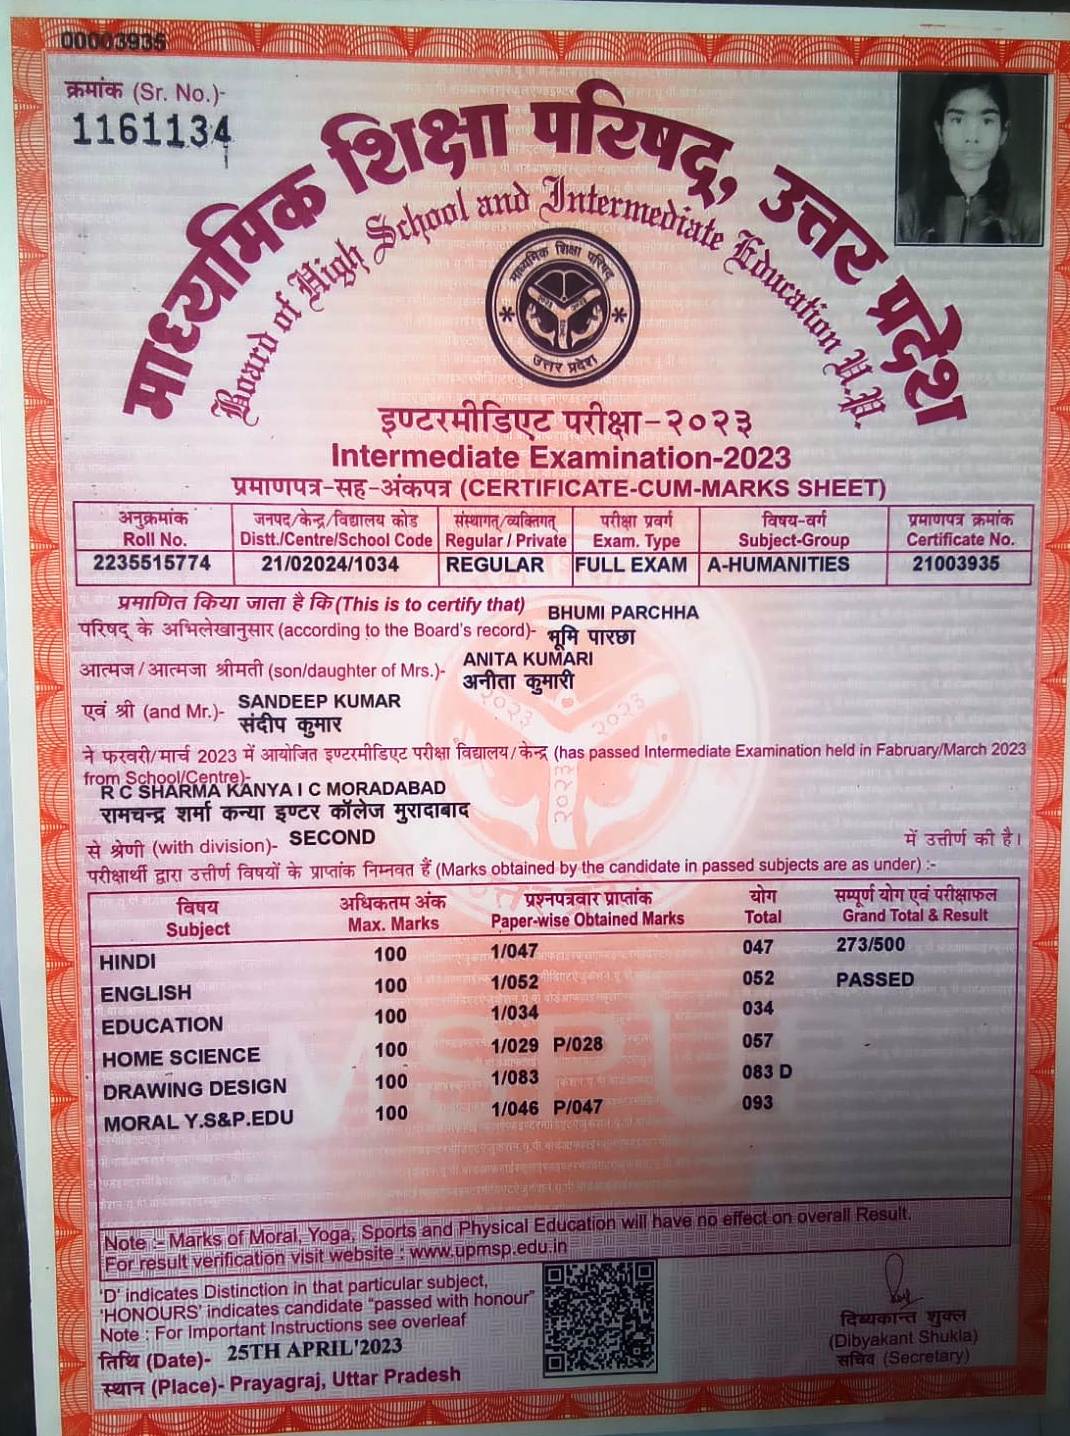 00003935
क्रमांक (Sr. No.)-
1161134
माध्यमिक शिक्षा परिषद्, उत्तर प्रदेश
Board of High School and Intermediate Education U.P.
माध्यमिक शिक्षा परिषद्
उत्तर प्रदेश
इण्टरमीडिएट परीक्षा-२०२३
Intermediate Examination-2023
प्रमाणपत्र-सह-अंकपत्र (CERTIFICATE-CUM-MARKS SHEET)
अनुक्रमांक जनपद/केन्द्र/विद्यालय कोड संस्थागत्/व्यक्तिगत् परीक्षा प्रवर्ग विषय-वर्ग प्रमाणपत्र क्रमांक
Roll No. Distt./Centre/School Code Regular / Private Exam. Type Subject-Group Certificate No.
2235515774 21/02024/1034 REGULAR FULL EXAM A-HUMANITIES 21003935
प्रमाणित किया जाता है कि (This is to certify that) BHUMI PARCHHA
परिषद् के अभिलेखानुसार (according to the Board's record)- भूमि पारछा
आत्मज/आत्मजा श्रीमती (son/daughter of Mrs.)- ANITA KUMARI
अनीता कुमारी
एवं श्री (and Mr.)- SANDEEP KUMAR
संदीप कुमार
ने फरवरी/मार्च 2023 में आयोजित इण्टरमीडिएट परीक्षा विद्यालय/केन्द्र (has passed Intermediate Examination held in Fabruary/March 2023
from School/Centre)-
R C SHARMA KANYA I C MORADABAD
रामचन्द्र शर्मा कन्या इण्टर कॉलेज मुरादाबाद
से श्रेणी (with division)- SECOND में उत्तीर्ण की है।
परीक्षार्थी द्वारा उत्तीर्ण विषयों के प्राप्तांक निम्नवत हैं (Marks obtained by the candidate in passed subjects are as under) :-
विषय अधिकतम अंक प्रश्नपत्रवार प्राप्तांक योग सम्पूर्ण योग एवं परीक्षाफल
Subject Max. Marks Paper-wise Obtained Marks Total Grand Total & Result
HINDI 100 1/047 047 273/500
ENGLISH 100 1/052 052 PASSED
EDUCATION 100 1/034 034
HOME SCIENCE 100 1/029 P/028 057
DRAWING DESIGN 100 1/083 083 D
MORAL Y.S&P.EDU 100 1/046 P/047 093
Note :- Marks of Moral, Yoga, Sports and Physical Education will have no effect on overall Result.
For result verification visit website : www.upmsp.edu.in
'D' indicates Distinction in that particular subject,
'HONOURS' indicates candidate "passed with honour"
Note : For Important Instructions see overleaf
तिथि (Date)- 25TH APRIL'2023
स्थान (Place)- Prayagraj, Uttar Pradesh
दिब्यकान्त शुक्ल
(Dibyakant Shukla)
सचिव (Secretary)